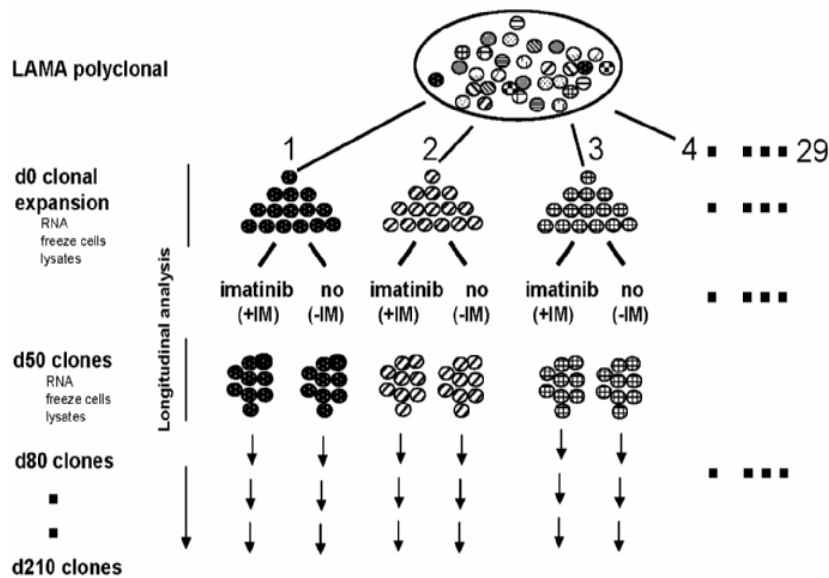 LAMA polyclonal
1 2 3 4 29
d0 clonal
expansion
RNA
freeze cells
lysates
Longitudinal analysis
imatinib no imatinib no imatinib no
(+IM) (-IM) (+IM) (-IM) (+IM) (-IM)
d50 clones
RNA
freeze cells
lysates
d80 clones
d210 clones